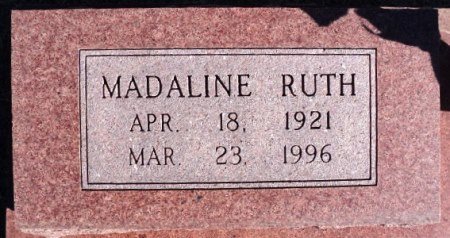 MADALINE RUTH
APR. 18, 1921
MAR. 23, 1996